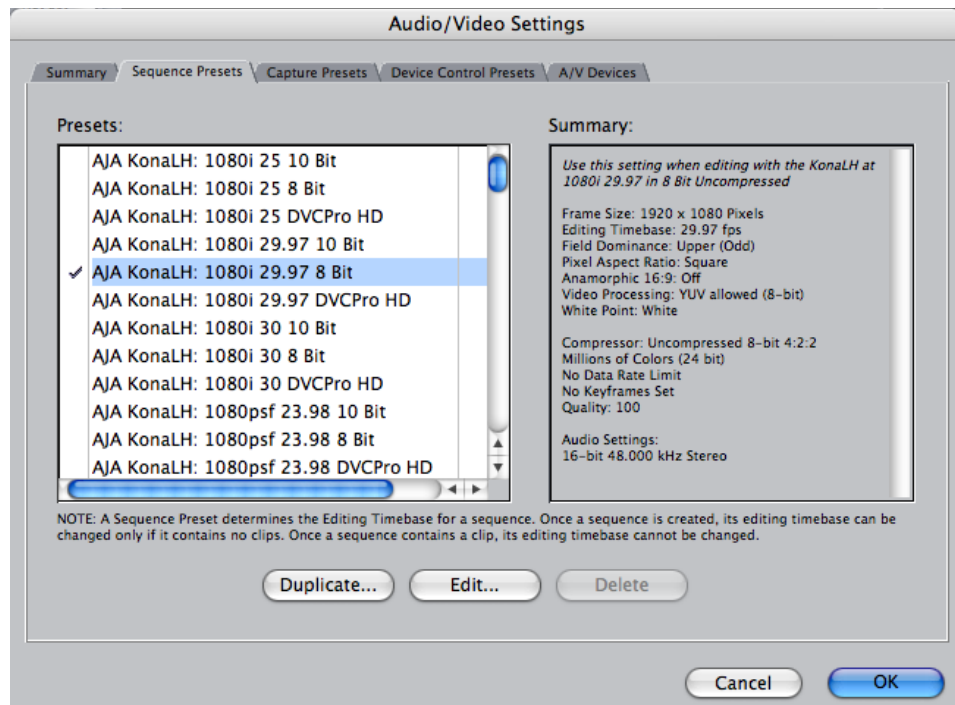 Audio/Video Settings
Summary
Sequence Presets
Capture Presets
Device Control Presets
A/V Devices
Presets:
AJA KonaLH: 1080i 25 10 Bit
AJA KonaLH: 1080i 25 8 Bit
AJA KonaLH: 1080i 25 DVCPro HD
AJA KonaLH: 1080i 29.97 10 Bit
AJA KonaLH: 1080i 29.97 8 Bit
AJA KonaLH: 1080i 29.97 DVCPro HD
AJA KonaLH: 1080i 30 10 Bit
AJA KonaLH: 1080i 30 8 Bit
AJA KonaLH: 1080i 30 DVCPro HD
AJA KonaLH: 1080psf 23.98 10 Bit
AJA KonaLH: 1080psf 23.98 8 Bit
AJA KonaLH: 1080psf 23.98 DVCPro HD
Summary:
Use this setting when editing with the KonaLH at
1080i 29.97 in 8 Bit Uncompressed
Frame Size: 1920 x 1080 Pixels
Editing Timebase: 29.97 fps
Field Dominance: Upper (Odd)
Pixel Aspect Ratio: Square
Anamorphic 16:9: Off
Video Processing: YUV allowed (8-bit)
White Point: White
Compressor: Uncompressed 8-bit 4:2:2
Millions of Colors (24 bit)
No Data Rate Limit
No Keyframes Set
Quality: 100
Audio Settings:
16-bit 48.000 kHz Stereo
NOTE: A Sequence Preset determines the Editing Timebase for a sequence. Once a sequence is created, its editing timebase can be
changed only if it contains no clips. Once a sequence contains a clip, its editing timebase cannot be changed.
Duplicate...
Edit...
Delete
Cancel
OK